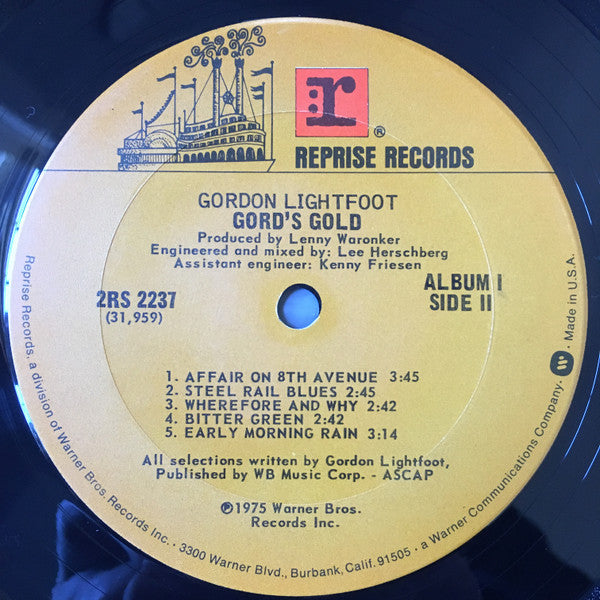 :r
®
REPRISE RECORDS
GORDON LIGHTFOOT
GORD'S GOLD
Produced by Lenny Waronker
Engineered and mixed by: Lee Herschberg
Assistant engineer: Kenny Friesen
2RS 2237
(31,959)
ALBUM I
SIDE II
1. AFFAIR ON 8TH AVENUE 3:45
2. STEEL RAIL BLUES 2:45
3. WHEREFORE AND WHY 2:42
4. BITTER GREEN 2:42
5. EARLY MORNING RAIN 3:14
All selections written by Gordon Lightfoot,
Published by WB Music Corp. - ASCAP
℗1975 Warner Bros.
Records Inc.
Reprise Records, a division of Warner Bros. Records Inc. • 3300 Warner Blvd., Burbank, Calif. 91505 • a Warner Communications Company. W • Made in U.S.A.